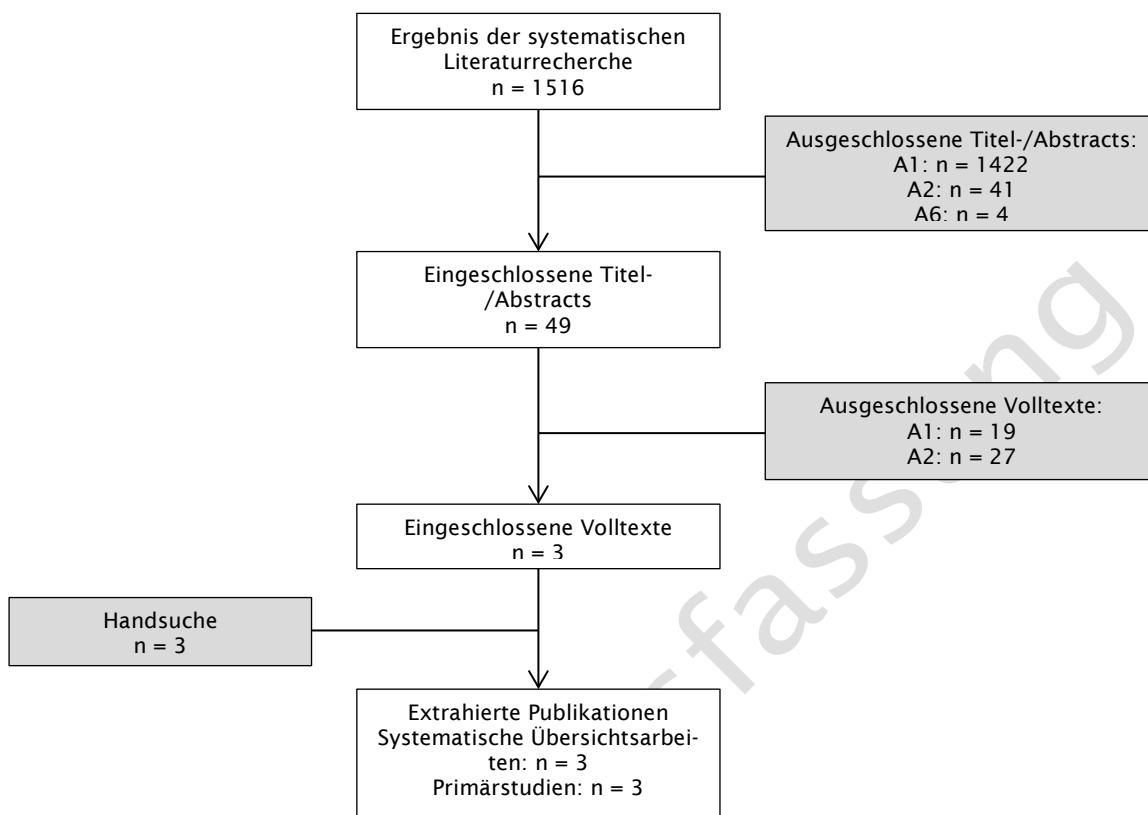 Ergebnis der systematischen
Literaturrecherche
n = 1516
Ausgeschlossene Titel-/Abstracts:
A1: n = 1422
A2: n = 41
A6: n = 4
Eingeschlossene Titel-
/Abstracts
n = 49
Ausgeschlossene Volltexte:
A1: n = 19
A2: n = 27
Eingeschlossene Volltexte
n = 3
Handsuche
n = 3
Extrahierte Publikationen
Systematische Übersichtsarbei-
ten: n = 3
Primärstudien: n = 3